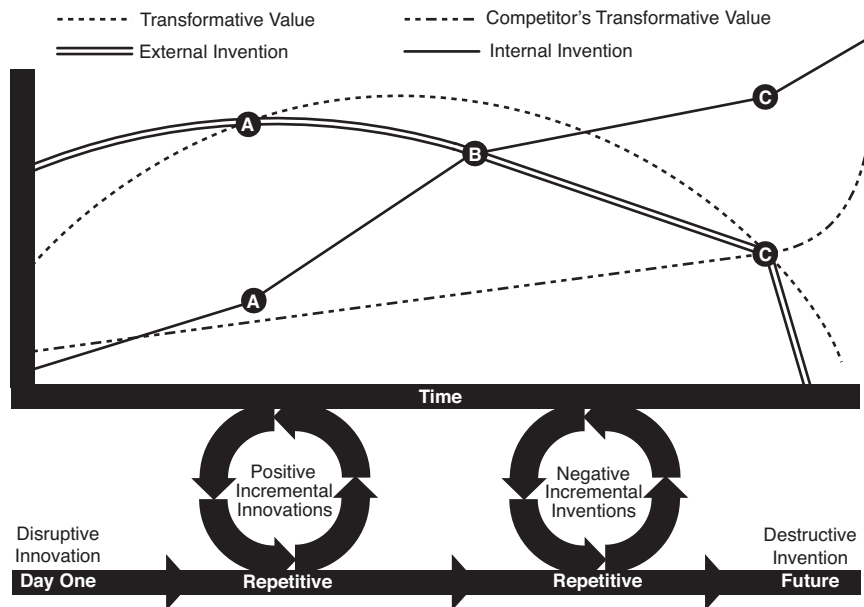 Transformative Value
Competitor's Transformative Value
External Invention
Internal Invention
A
C
B
C
A
Time
Positive
Incremental
Innovations
Negative
Incremental
Inventions
Disruptive
Innovation
Destructive
Invention
Day One
Repetitive
Repetitive
Future